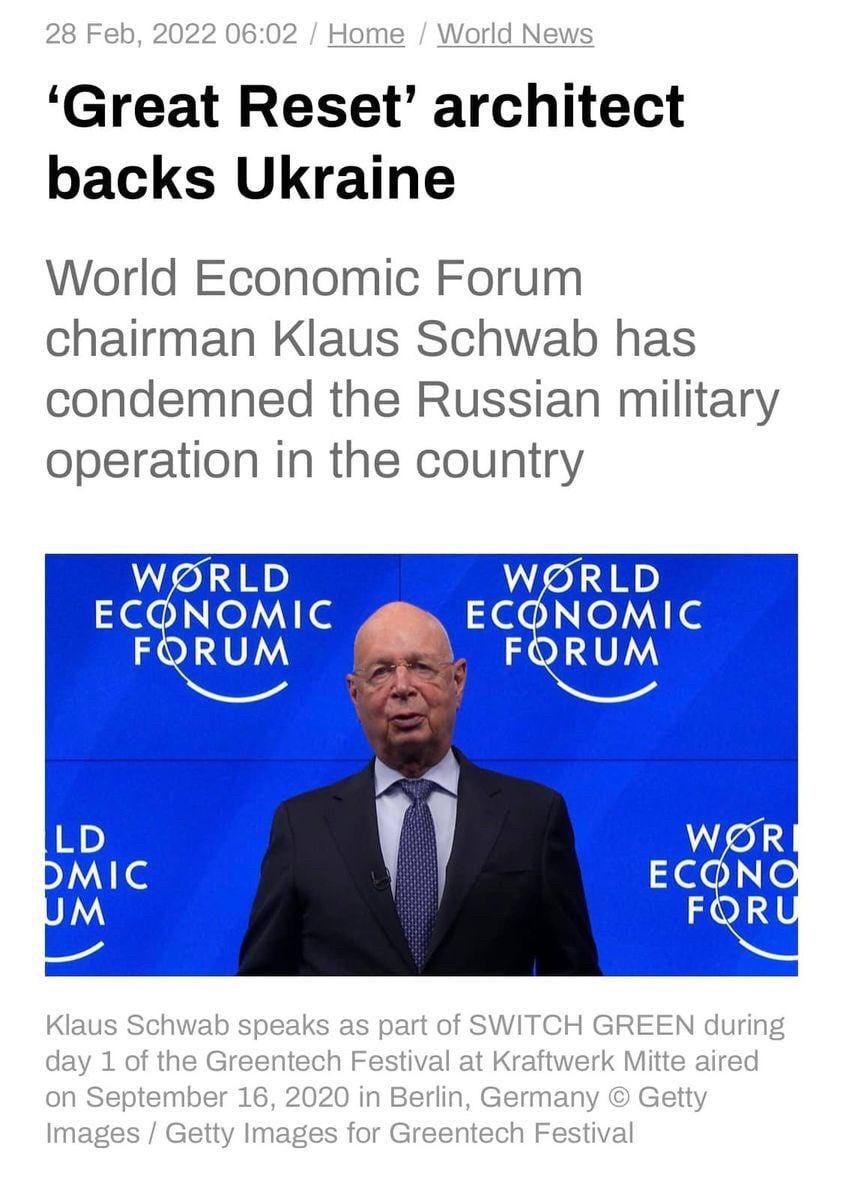 28 Feb, 2022 06:02 / Home / World News
‘Great Reset’ architect
backs Ukraine
World Economic Forum
chairman Klaus Schwab has
condemned the Russian military
operation in the country
WORLD
ECONOMIC
FORUM
WORLD
ECONOMIC
FORUM
LD
OMIC
UM
WOR
ECONO
FORU
Klaus Schwab speaks as part of SWITCH GREEN during
day 1 of the Greentech Festival at Kraftwerk Mitte aired
on September 16, 2020 in Berlin, Germany © Getty
Images / Getty Images for Greentech Festival